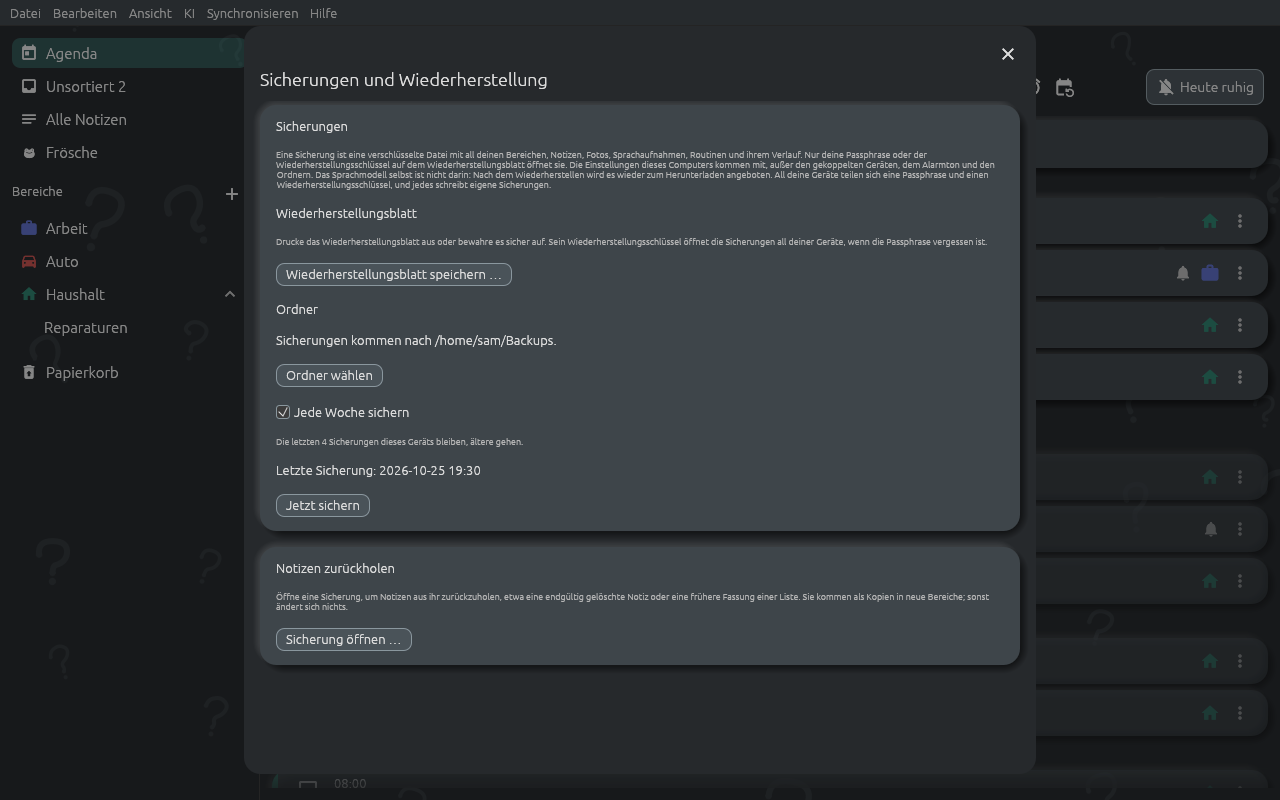 Datei Bearbeiten Ansicht KI Synchronisieren Hilfe
Agenda
Unsortiert 2
Alle Notizen
Frösche
Bereiche
Arbeit
Auto
Haushalt
Reparaturen
Papierkorb
Heute ruhig
Sicherungen und Wiederherstellung
Sicherungen
Eine Sicherung ist eine verschlüsselte Datei mit all deinen Bereichen, Notizen, Fotos, Sprachaufnahmen, Routinen und ihrem Verlauf. Nur deine Passphrase oder der
Wiederherstellungsschlüssel auf dem Wiederherstellungsblatt öffnet sie. Die Einstellungen dieses Computers kommen mit, außer den gekoppelten Geräten, dem Alarmton und den
Ordnern. Das Sprachmodell selbst ist nicht darin: Nach dem Wiederherstellen wird es wieder zum Herunterladen angeboten. All deine Geräte teilen sich eine Passphrase und einen
Wiederherstellungsschlüssel, und jedes schreibt eigene Sicherungen.
Wiederherstellungsblatt
Drucke das Wiederherstellungsblatt aus oder bewahre es sicher auf. Sein Wiederherstellungsschlüssel öffnet die Sicherungen all deiner Geräte, wenn die Passphrase vergessen ist.
Wiederherstellungsblatt speichern …
Ordner
Sicherungen kommen nach /home/sam/Backups.
Ordner wählen
Jede Woche sichern
Die letzten 4 Sicherungen dieses Geräts bleiben, ältere gehen.
Letzte Sicherung: 2026-10-25 19:30
Jetzt sichern
Notizen zurückholen
Öffne eine Sicherung, um Notizen aus ihr zurückzuholen, etwa eine endgültig gelöschte Notiz oder eine frühere Fassung einer Liste. Sie kommen als Kopien in neue Bereiche; sonst
ändert sich nichts.
Sicherung öffnen …
08:00